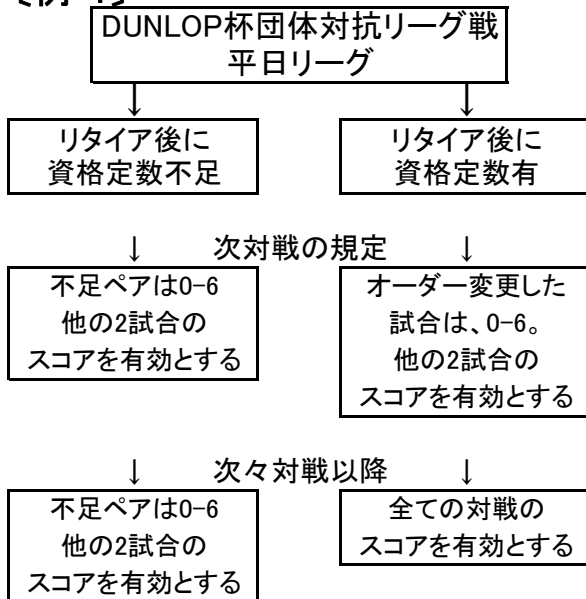 DUNLOP杯団体対抗リーグ戦
平日リーグ
↓ ↓
リタイア後に
資格定数不足
リタイア後に
資格定数有
↓ 次対戦の規定 ↓
不足ペアは0-6
他の2試合の
スコアを有効とする
オーダー変更した
試合は、0-6。
他の2試合の
スコアを有効とする
↓ 次々対戦以降 ↓
不足ペアは0-6
他の2試合の
スコアを有効とする
全ての対戦の
スコアを有効とする